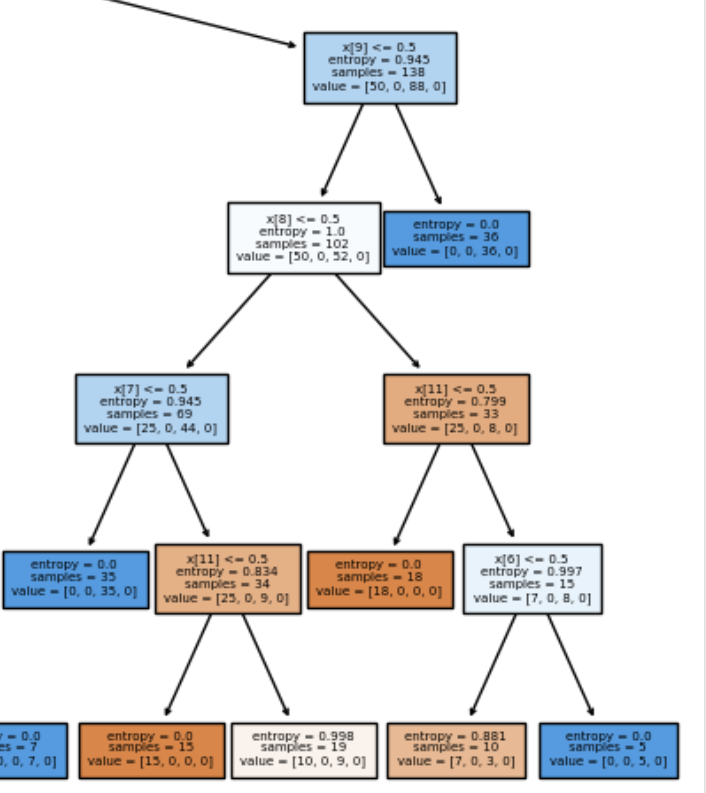 x[9] <= 0.5
entropy = 0.945
samples = 138
value = [50, 0, 88, 0]
x[8] <= 0.5
entropy = 1.0
samples = 102
value = [50, 0, 52, 0]
entropy = 0.0
samples = 36
value = [0, 0, 36, 0]
x[7] <= 0.5
entropy = 0.945
samples = 69
value = [25, 0, 44, 0]
x[11] <= 0.5
entropy = 0.799
samples = 33
value = [25, 0, 8, 0]
entropy = 0.0
samples = 35
value = [0, 0, 35, 0]
x[11] <= 0.5
entropy = 0.834
samples = 34
value = [25, 0, 9, 0]
entropy = 0.0
samples = 18
value = [18, 0, 0, 0]
x[6] <= 0.5
entropy = 0.997
samples = 15
value = [7, 0, 8, 0]
y = 0.0
es = 7
0, 0, 7, 0]
entropy = 0.0
samples = 15
value = [15, 0, 0, 0]
entropy = 0.998
samples = 19
value = [10, 0, 9, 0]
entropy = 0.881
samples = 10
value = [7, 0, 3, 0]
entropy = 0.0
samples = 5
value = [0, 0, 5, 0]